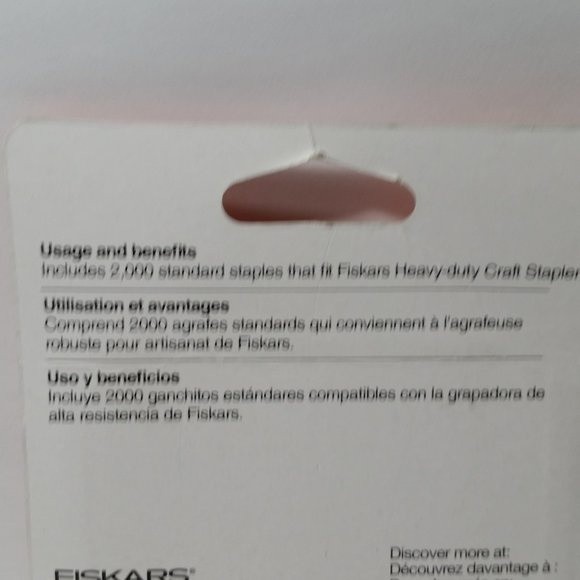 Usage and benefits
Includes 2,000 standard staples that fit Fiskars Heavy-duty Craft Stapler
Utilisation et avantages
Comprend 2000 agrafes standards qui conviennent à l'agrafeuse
robuste pour artisanat de Fiskars.
Uso y beneficios
Incluye 2000 ganchitos estándares compatibles con la grapadora de
alta resistencia de Fiskars.
Discover more at:
FISKARS®
Découvrez davantage à :